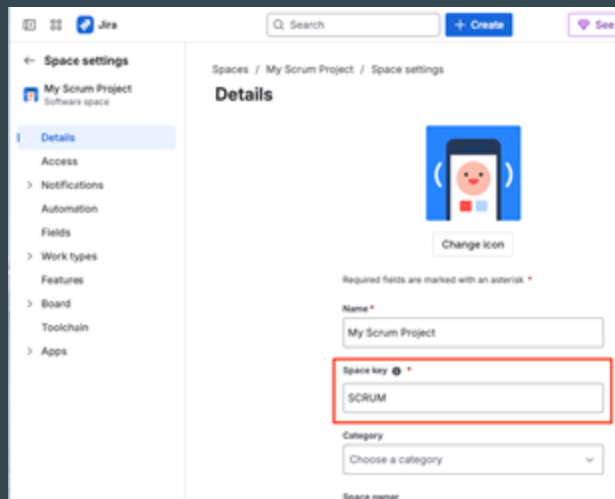 Jira
Search
+ Create
See
Space settings
My Scrum Project
Software space
Details
Access
Notifications
Automation
Fields
Work types
Features
Board
Toolchain
Apps
Spaces / My Scrum Project / Space settings
Details
Change icon
Required fields are marked with an asterisk *
Name *
My Scrum Project
Space key *
SCRUM
Category
Choose a category
Space owner